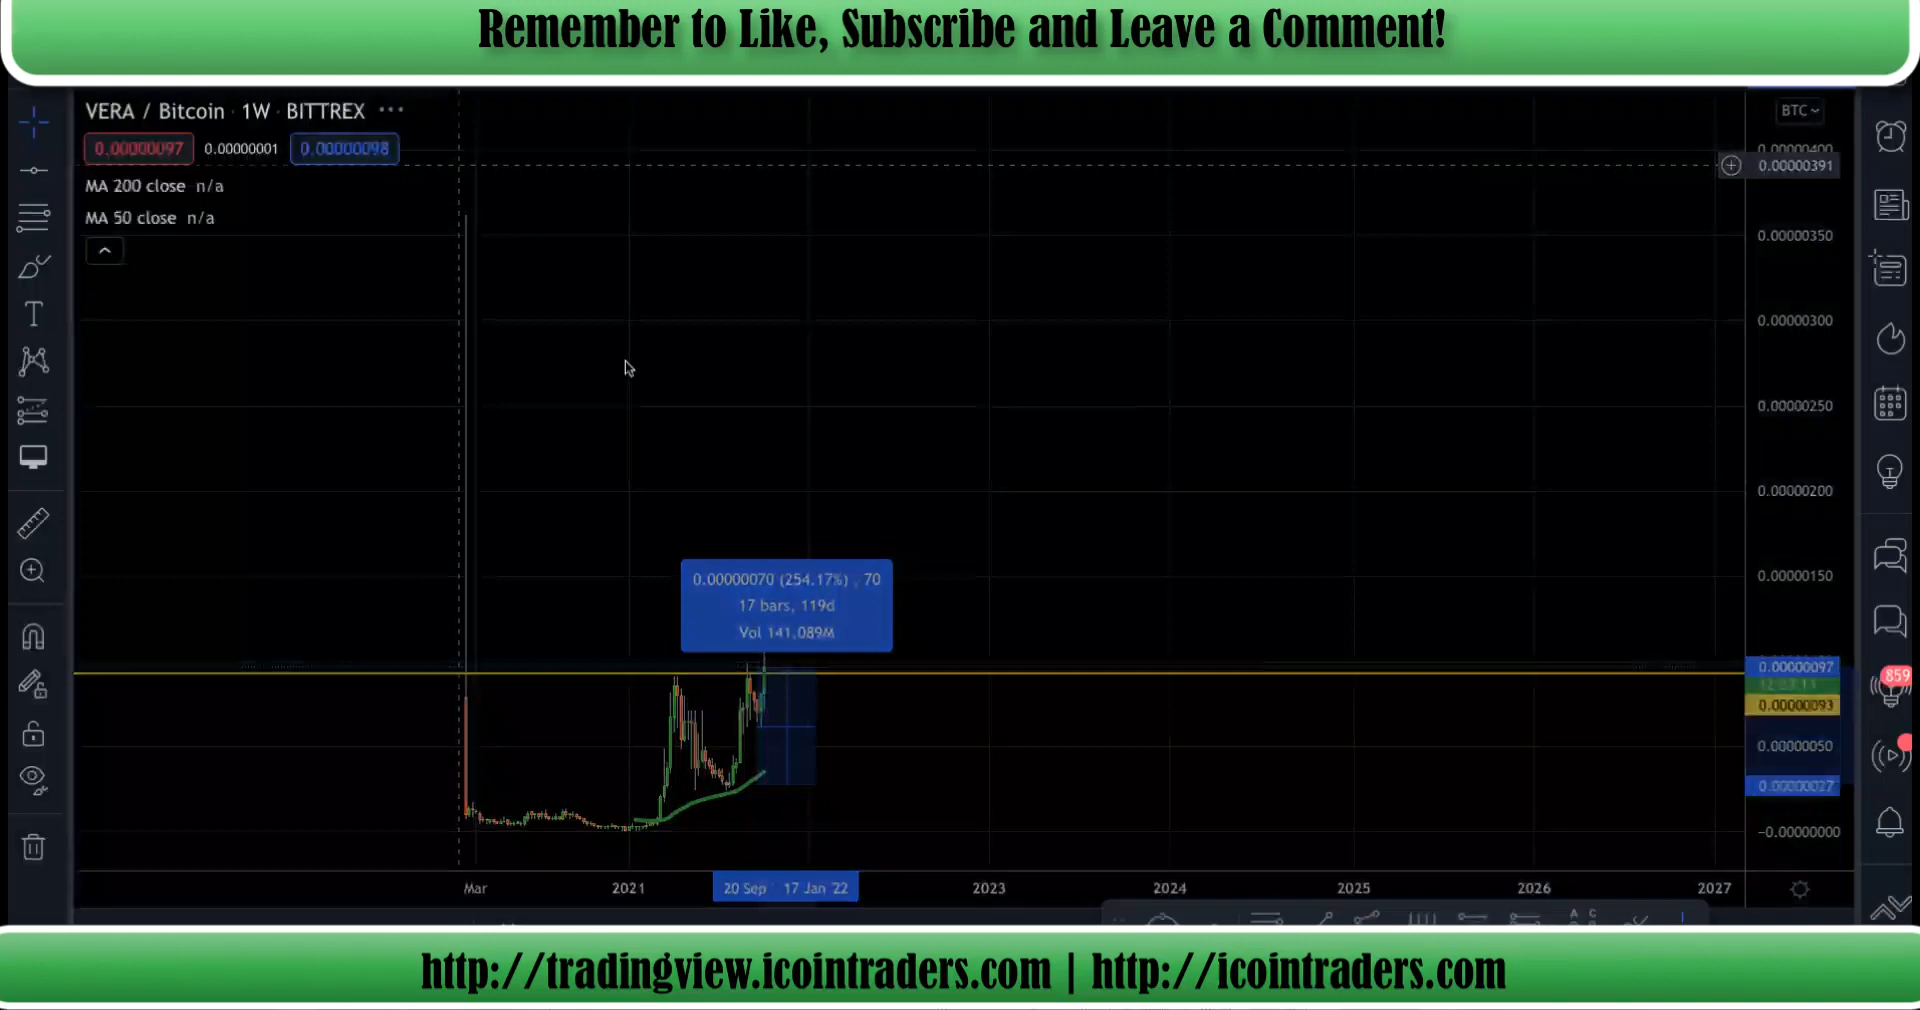 Remember to Like, Subscribe and Leave a Comment!
VERA / Bitcoin · 1W · BITTREX
BTC
0.00000097 0.00000001 0.00000098
0.00000400
0.00000391
MA 200 close n/a
MA 50 close n/a
0.00000350
0.00000300
0.00000250
0.00000200
0.00000150
0.00000070 (254.17%) , 70
17 bars, 119d
Vol 141.089M
0.00000097
859
0.00000093
0.00000050
0.00000027
-0.00000000
Mar 2021 20 Sep 17 Jan '22 2023 2024 2025 2026 2027
http://tradingview.icointraders.com | http://icointraders.com